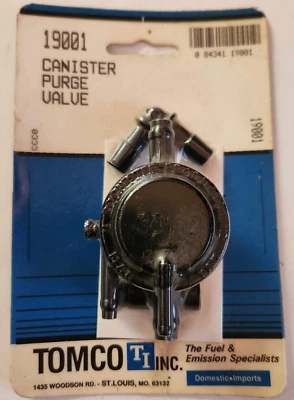 19001
CANISTER
PURGE
VALVE
0 84341 19001
19001
0333
TOMCO TI INC.
The Fuel &
Emission Specialists
1435 WOODSON RD. - ST. LOUIS, MO. 63132
Domestic • Imports